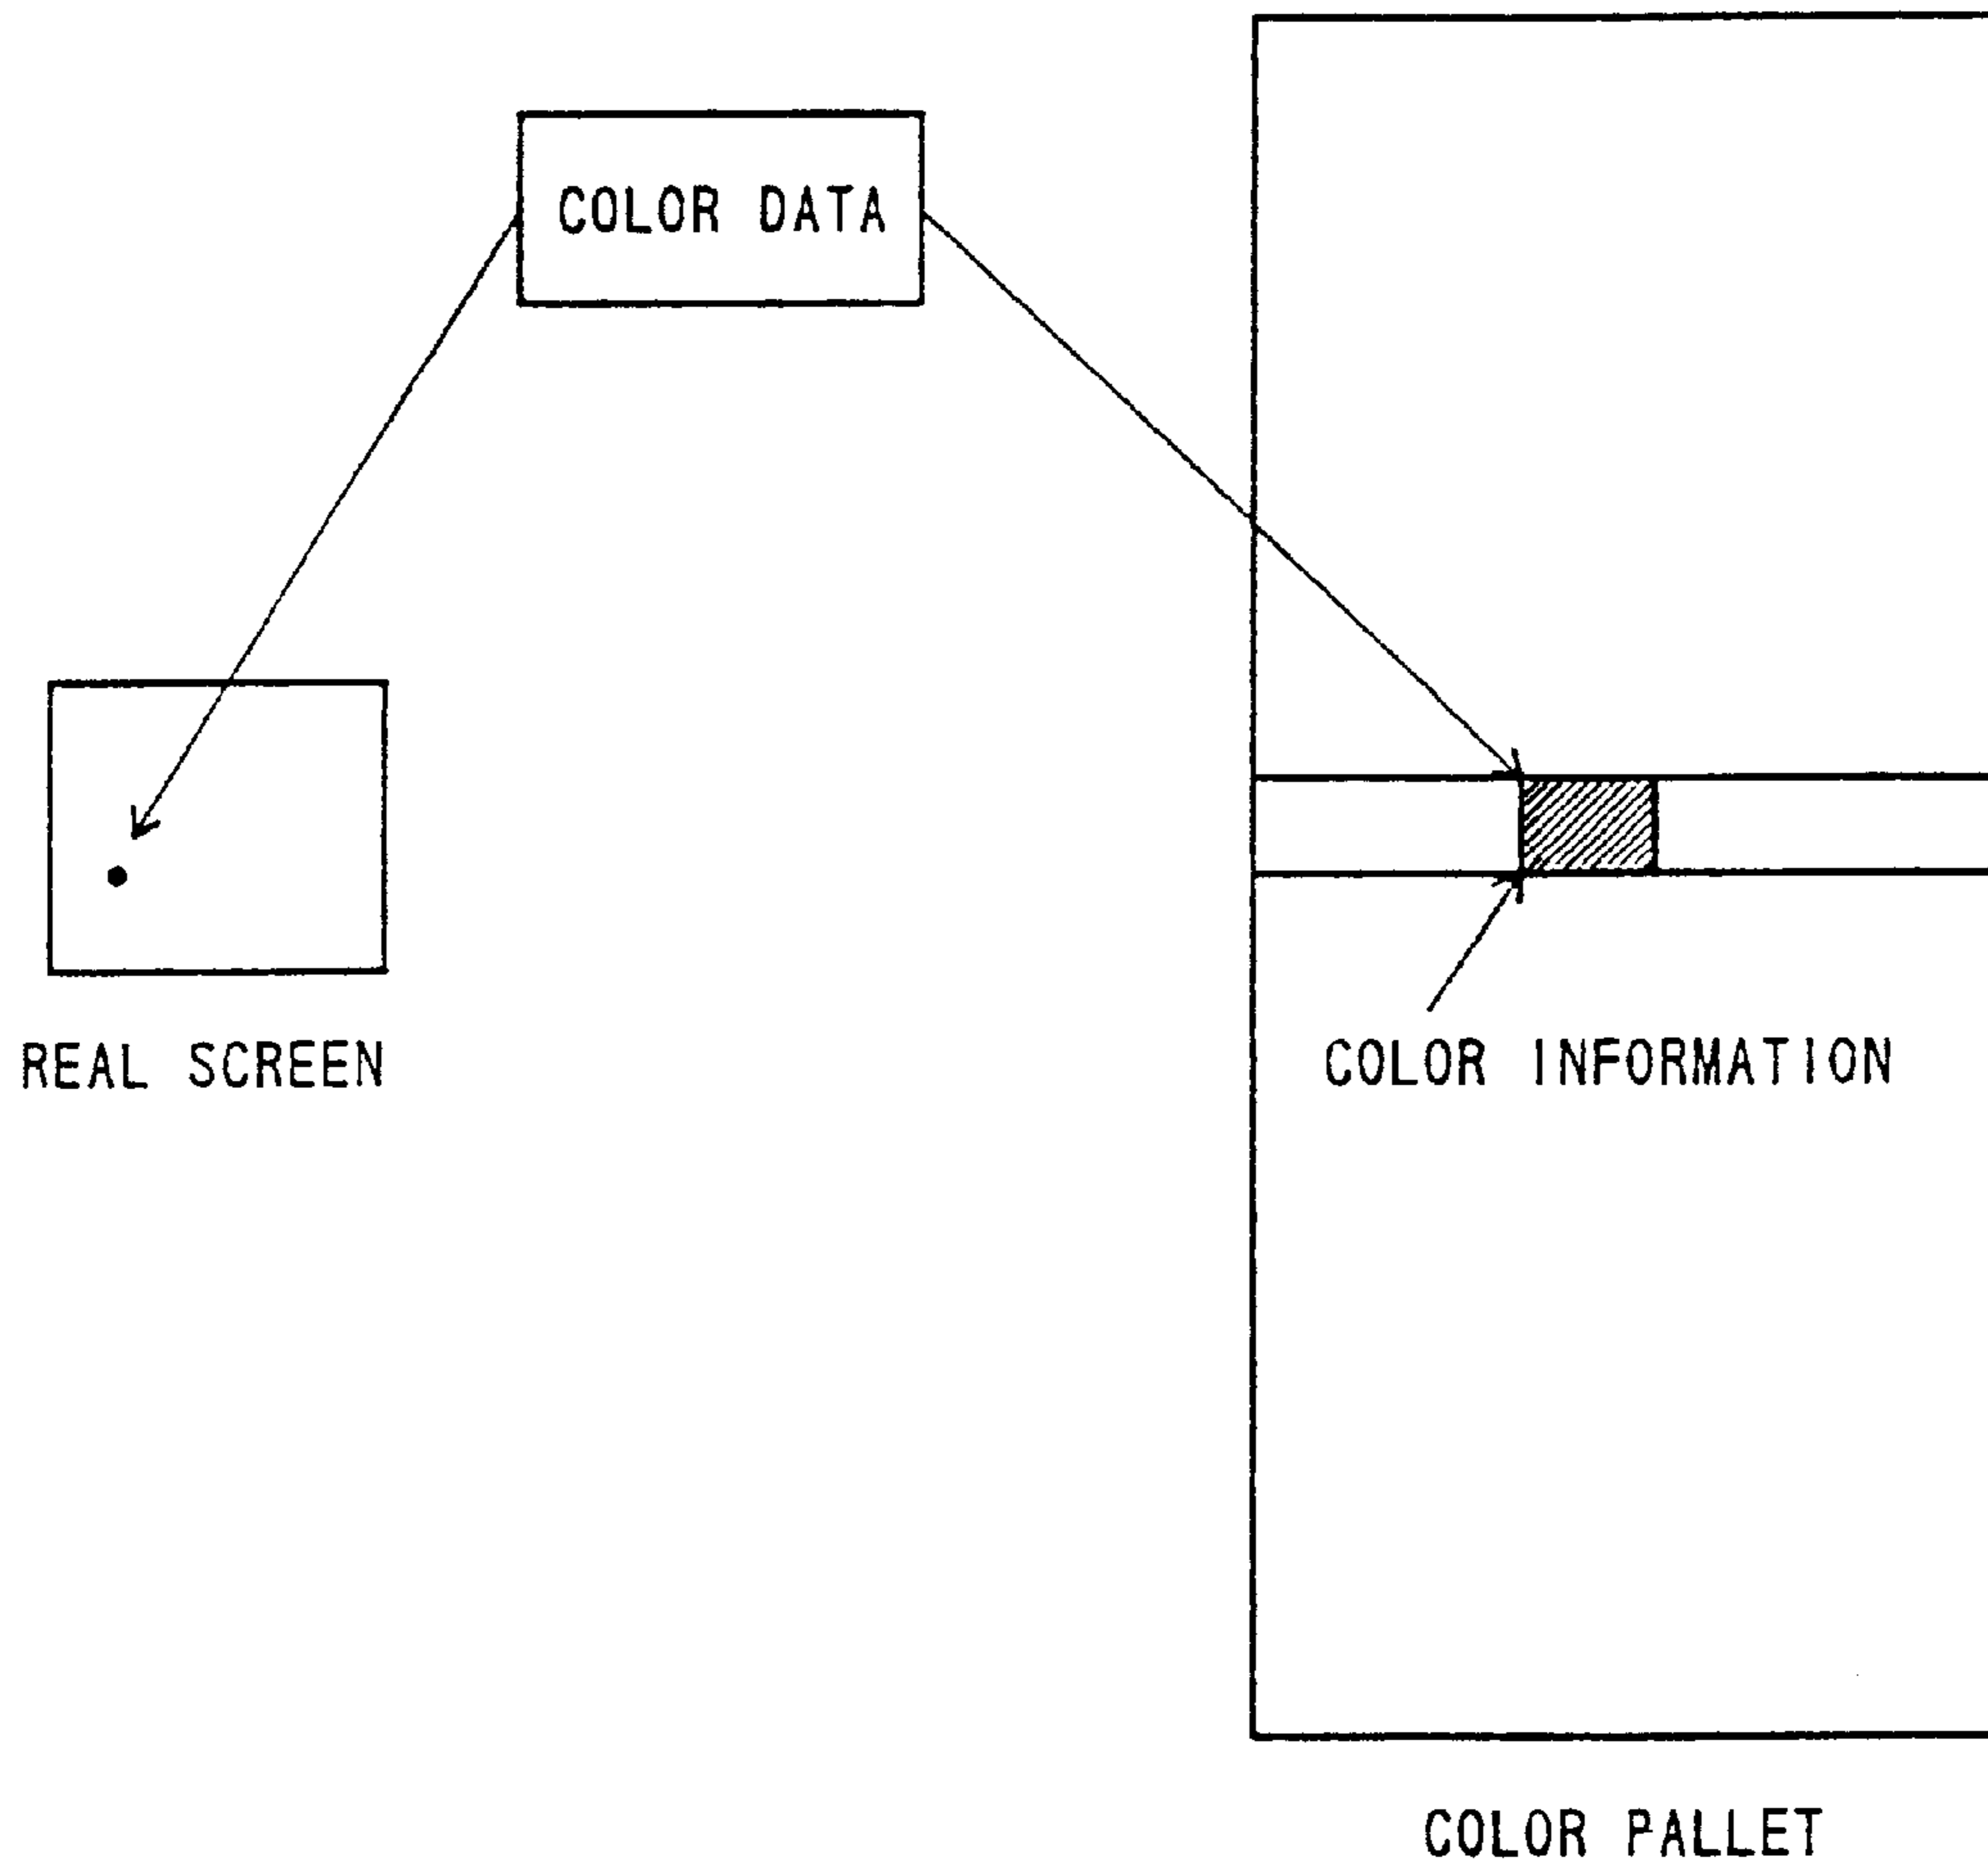 COLOR DATA
REAL SCREEN
COLOR INFORMATION
COLOR PALLET